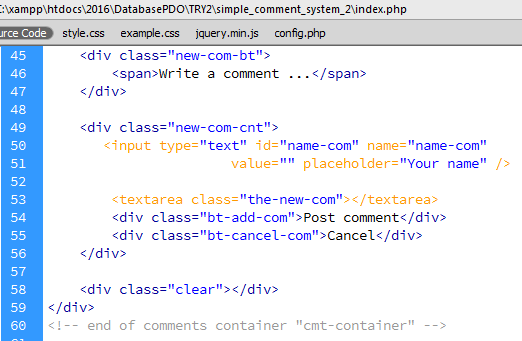 C:\xampp\htdocs\2016\DatabasePDO\TRY2\simple_comment_system_2\index.php
urce Code style.css example.css jquery.min.js config.php
45 <div class="new-com-bt">
46 <span>Write a comment ...</span>
47 </div>
48
49 <div class="new-com-cnt">
50 <input type="text" id="name-com" name="name-com"
51 value="" placeholder="Your name" />
52
53 <textarea class="the-new-com"></textarea>
54 <div class="bt-add-com">Post comment</div>
55 <div class="bt-cancel-com">Cancel</div>
56 </div>
57
58 <div class="clear"></div>
59 </div>
60 <!-- end of comments container "cmt-container" -->